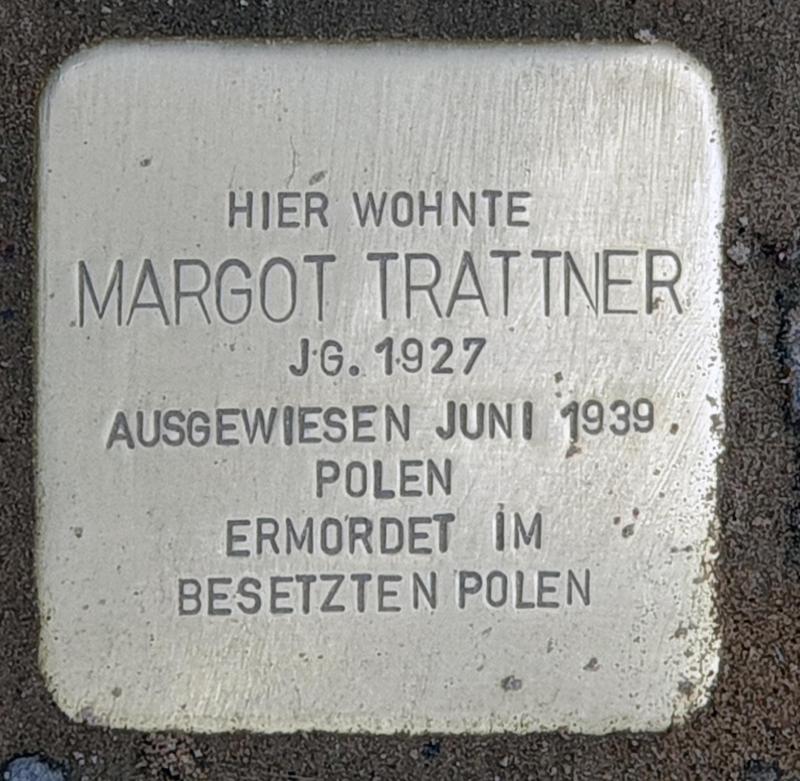 HIER WOHNTE
MARGOT TRATTNER
JG. 1927
AUSGEWIESEN JUNI 1939
POLEN
ERMORDET IM
BESETZTEN POLEN